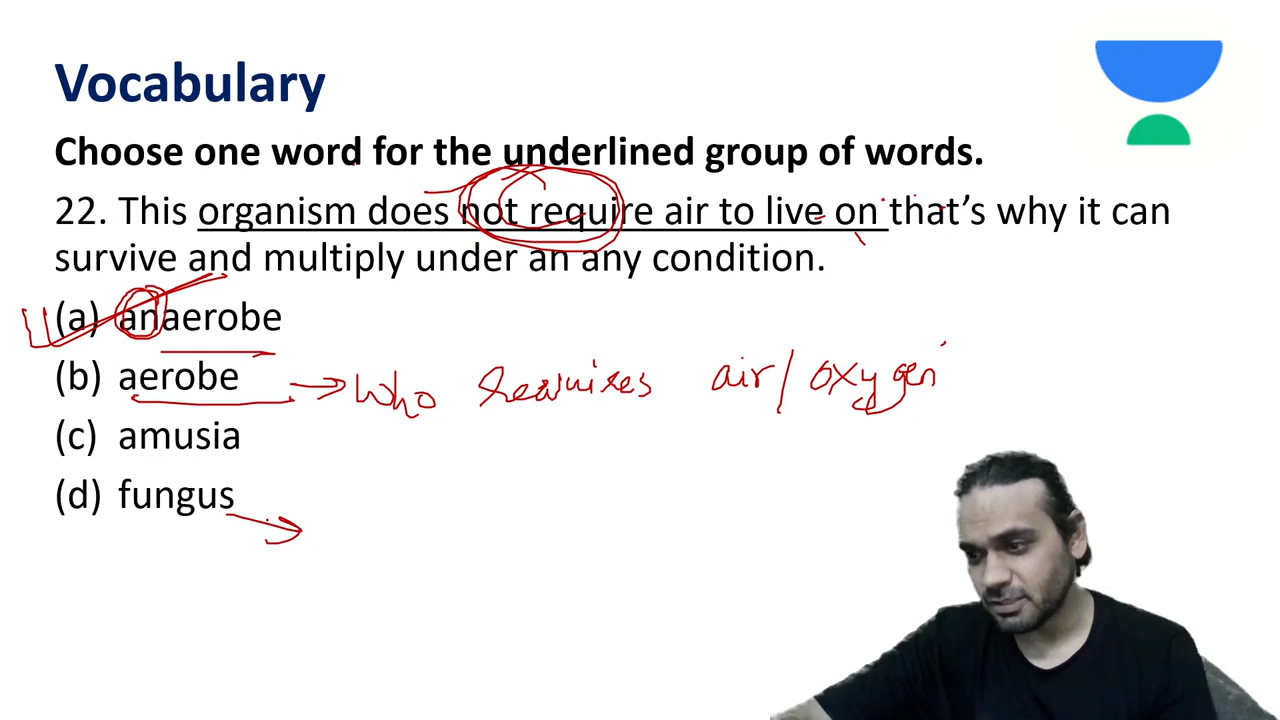 Vocabulary
Choose one word for the underlined group of words.
22. This organism does not require air to live on that's why it can
survive and multiply under an any condition.
(a) anaerobe
(b) aerobe → who requires air/oxygen
(c) amusia
(d) fungus →